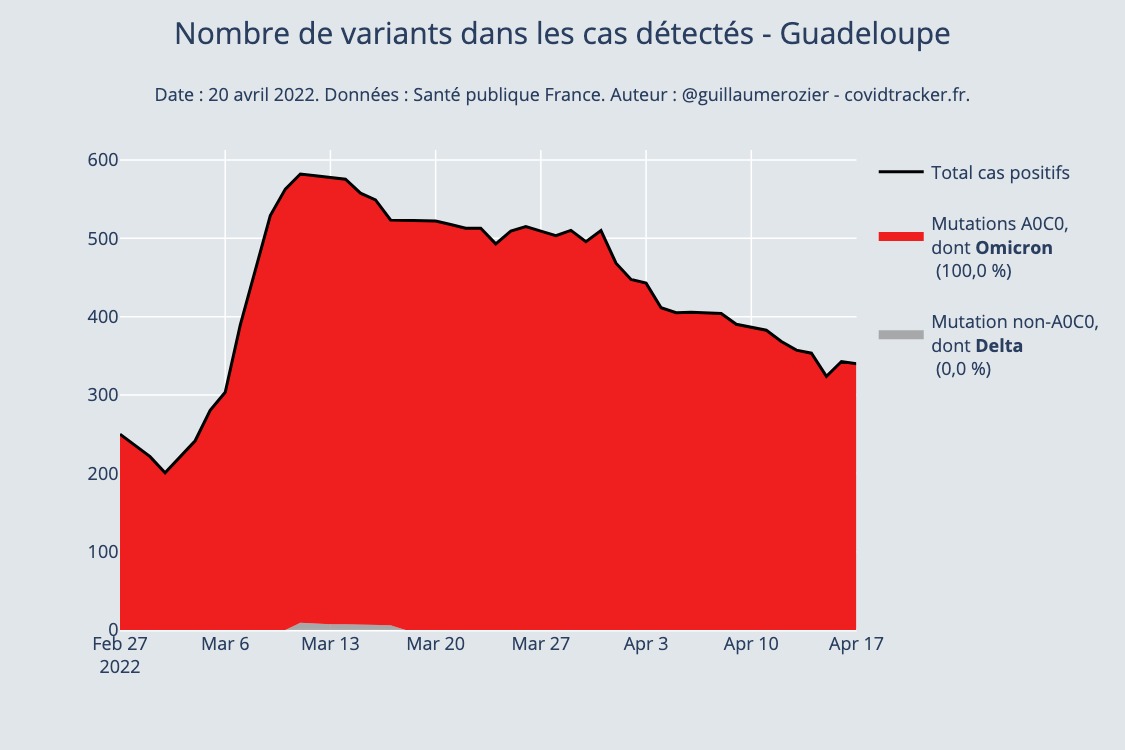 Nombre de variants dans les cas détectés - Guadeloupe
Date : 20 avril 2022. Données : Santé publique France. Auteur : @guillaumerozier - covidtracker.fr.
600
500
400
300
200
100
0
Feb 27
2022
Mar 6
Mar 13
Mar 20
Mar 27
Apr 3
Apr 10
Apr 17
Total cas positifs
Mutations A0C0,
dont Omicron
(100,0 %)
Mutation non-A0C0,
dont Delta
(0,0 %)